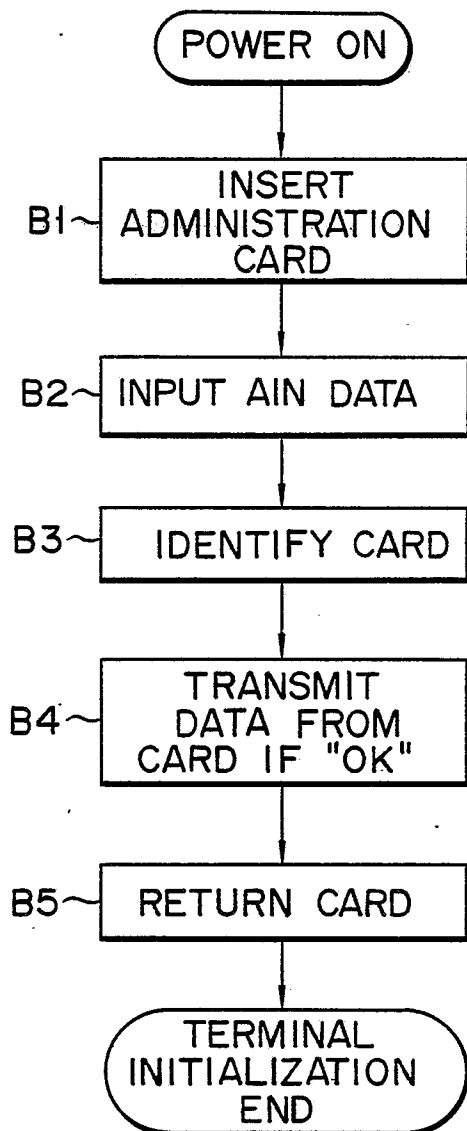 POWER ON
B1
INSERT
ADMINISTRATION
CARD
B2
INPUT AIN DATA
B3
IDENTIFY CARD
B4
TRANSMIT
DATA FROM
CARD IF "OK"
B5
RETURN CARD
TERMINAL
INITIALIZATION
END